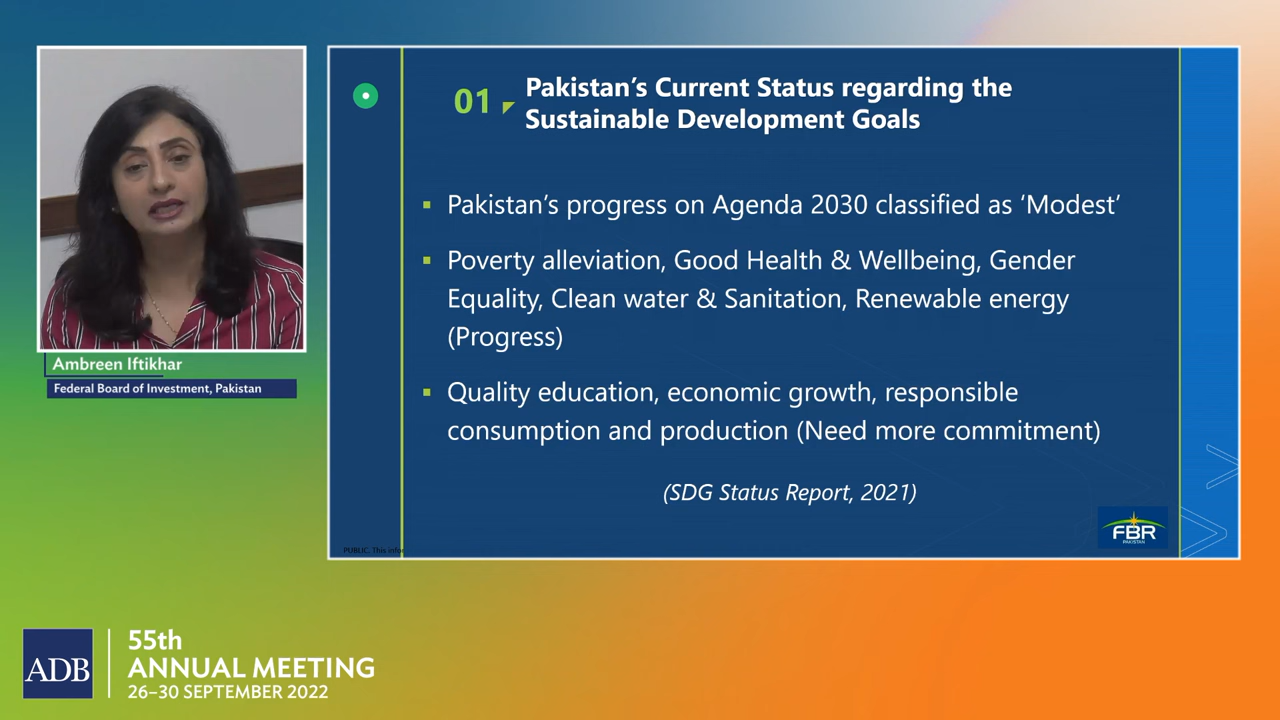 Ambreen Iftikhar
Federal Board of Investment, Pakistan
01
Pakistan's Current Status regarding the
Sustainable Development Goals
▪ Pakistan's progress on Agenda 2030 classified as ‘Modest’
▪ Poverty alleviation, Good Health & Wellbeing, Gender
Equality, Clean water & Sanitation, Renewable energy
(Progress)
▪ Quality education, economic growth, responsible
consumption and production (Need more commitment)
(SDG Status Report, 2021)
PUBLIC. This infor
FBR
PAKISTAN
ADB
55th
ANNUAL MEETING
26–30 SEPTEMBER 2022